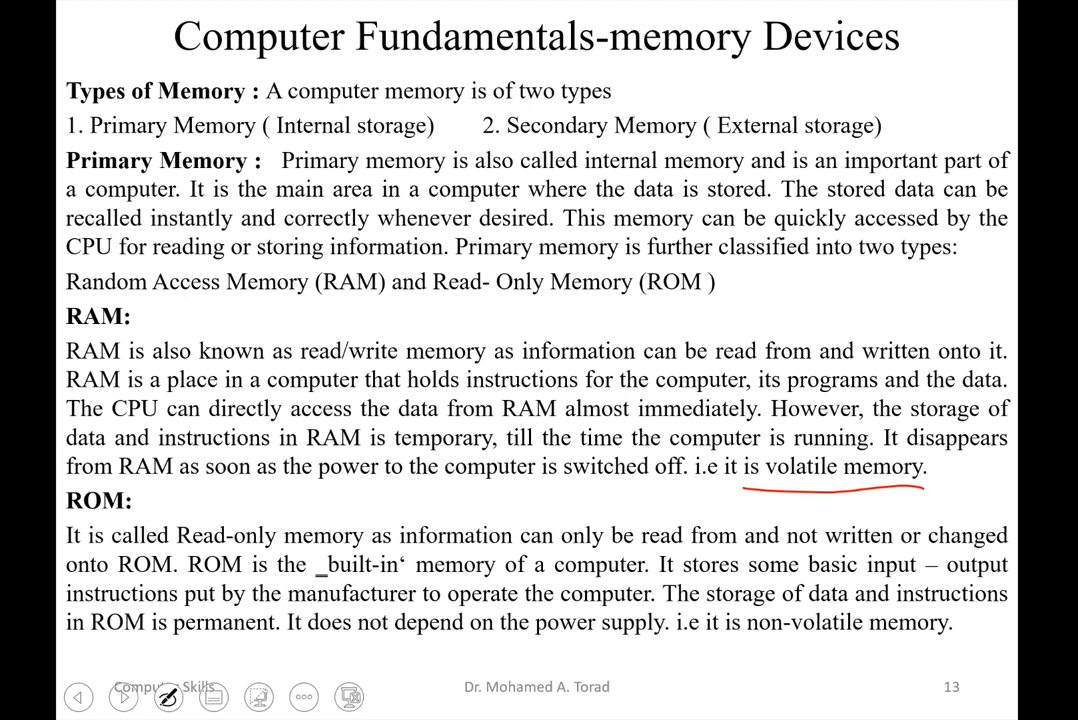 Computer Fundamentals-memory Devices
Types of Memory : A computer memory is of two types
1. Primary Memory ( Internal storage) 2. Secondary Memory ( External storage)
Primary Memory : Primary memory is also called internal memory and is an important part of
a computer. It is the main area in a computer where the data is stored. The stored data can be
recalled instantly and correctly whenever desired. This memory can be quickly accessed by the
CPU for reading or storing information. Primary memory is further classified into two types:
Random Access Memory (RAM) and Read- Only Memory (ROM )
RAM:
RAM is also known as read/write memory as information can be read from and written onto it.
RAM is a place in a computer that holds instructions for the computer, its programs and the data.
The CPU can directly access the data from RAM almost immediately. However, the storage of
data and instructions in RAM is temporary, till the time the computer is running. It disappears
from RAM as soon as the power to the computer is switched off. i.e it is volatile memory.
ROM:
It is called Read-only memory as information can only be read from and not written or changed
onto ROM. ROM is the _built-in‘ memory of a computer. It stores some basic input – output
instructions put by the manufacturer to operate the computer. The storage of data and instructions
in ROM is permanent. It does not depend on the power supply. i.e it is non-volatile memory.
Computer Skills Dr. Mohamed A. Torad 13